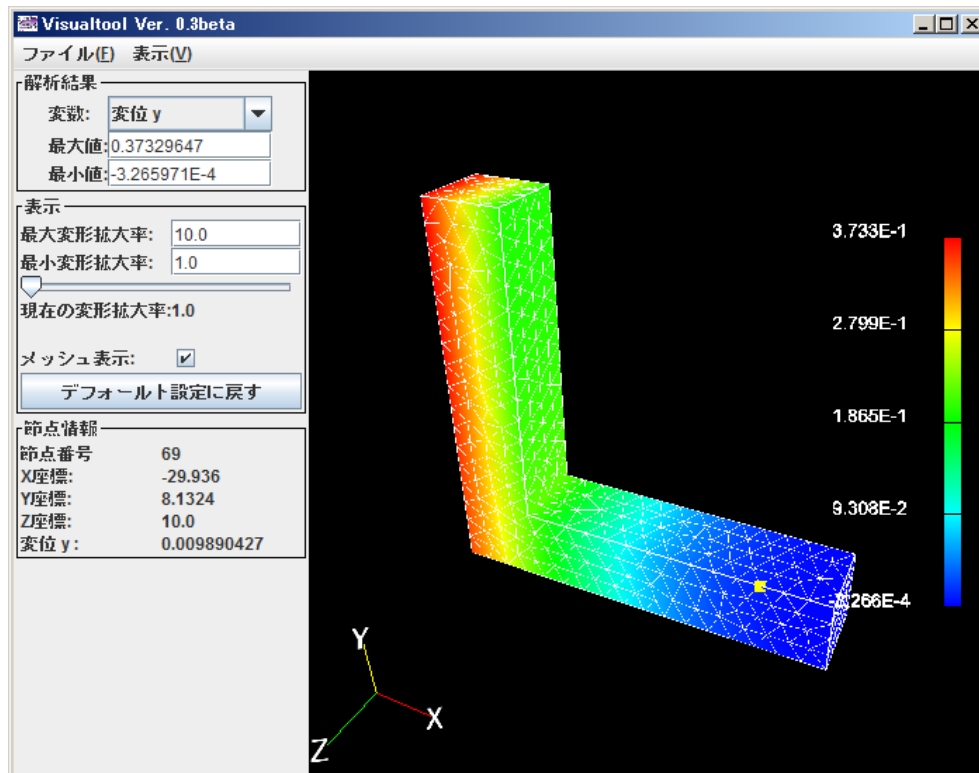 Visualtool Ver. 0.3beta
ファイル(F) 表示(V)
解析結果
変数: 変位 y
最大値: 0.37329647
最小値: -3.265971E-4
表示
最大変形拡大率: 10.0
最小変形拡大率: 1.0
現在の変形拡大率:1.0
メッシュ表示:
デフォールト設定に戻す
節点情報
節点番号 69
X座標: -29.936
Y座標: 8.1324
Z座標: 10.0
変位 y : 0.009890427
3.733E-1
2.799E-1
1.865E-1
9.308E-2
Y
X
Z